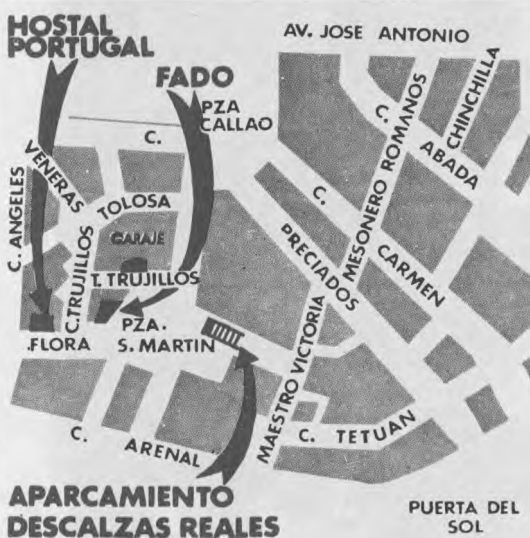 HOSTAL
PORTUGAL
FADO
AV. JOSE ANTONIO
PZA
CALLAO
C.
C. ABADA
CHINCHILLA
MESONERO ROMANOS
C. CARMEN
PRECIADOS
VENERAS
TOLOSA
C. ANGELES
GARAJE
C. TRUJILLOS
T. TRUJILLOS
PZA.
S. MARTIN
.FLORA
MAESTRO VICTORIA
C. TETUAN
C. ARENAL
APARCAMIENTO
DESCALZAS REALES
PUERTA DEL
SOL